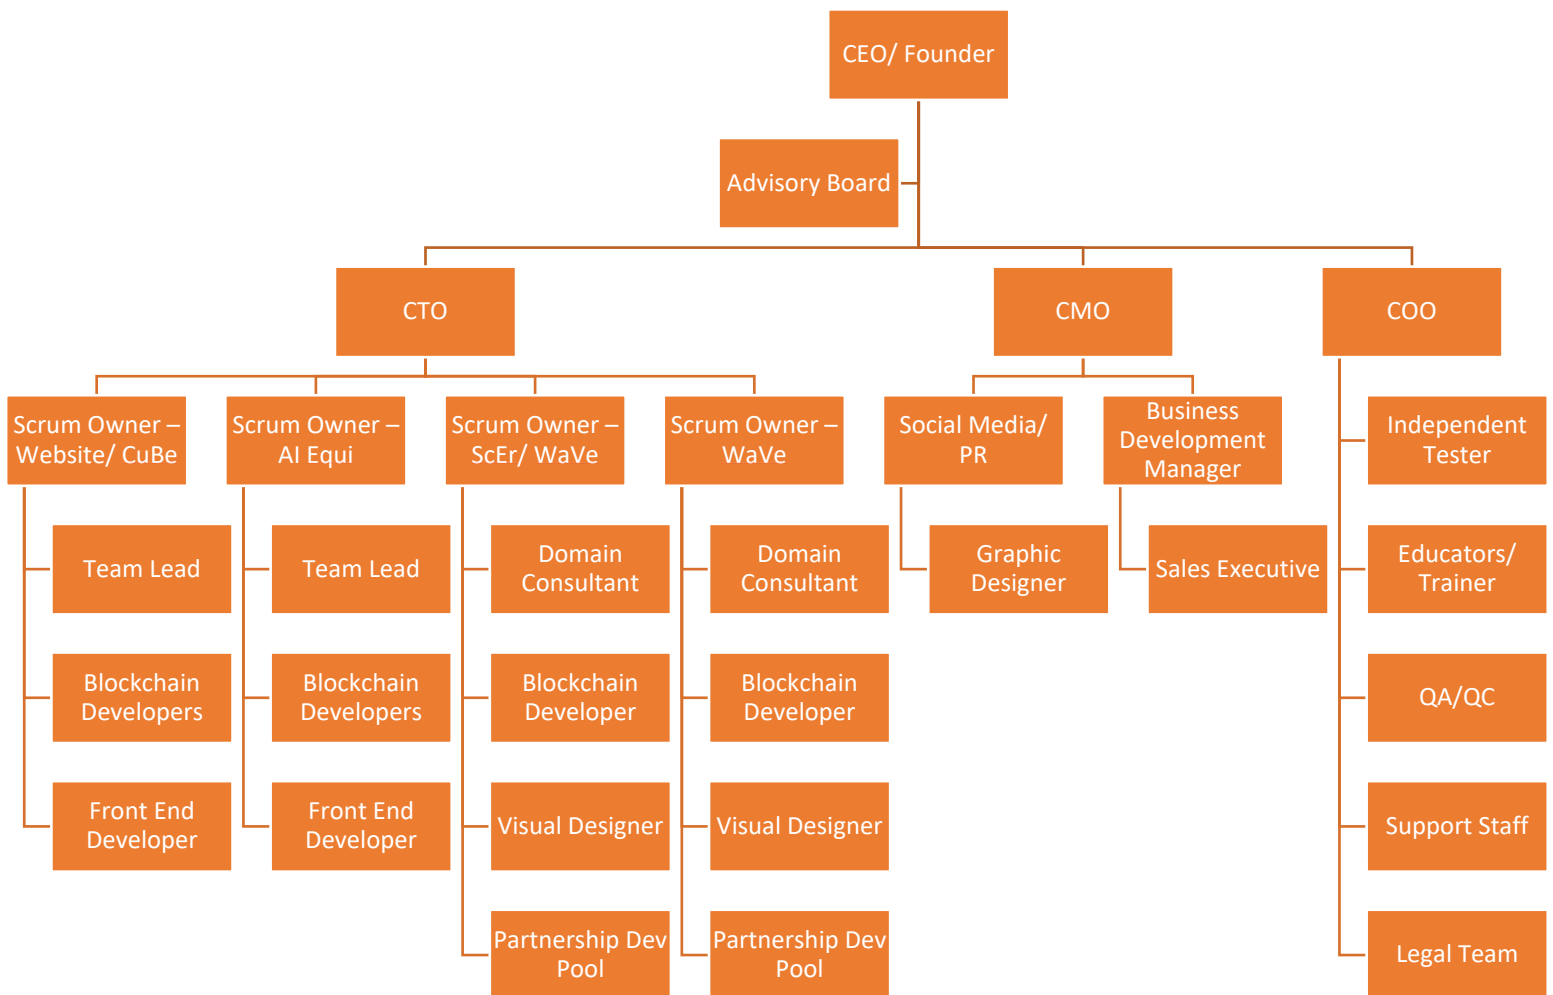 CEO/ Founder
Advisory Board
CTO
CMO
COO
Scrum Owner –
Website/ CuBe
Scrum Owner –
AI Equi
Scrum Owner –
ScEr/ WaVe
Scrum Owner –
WaVe
Social Media/
PR
Business
Development
Manager
Independent
Tester
Team Lead
Team Lead
Domain
Consultant
Domain
Consultant
Graphic
Designer
Sales Executive
Educators/
Trainer
Blockchain
Developers
Blockchain
Developers
Blockchain
Developer
Blockchain
Developer
QA/QC
Front End
Developer
Front End
Developer
Visual Designer
Visual Designer
Support Staff
Partnership Dev
Pool
Partnership Dev
Pool
Legal Team